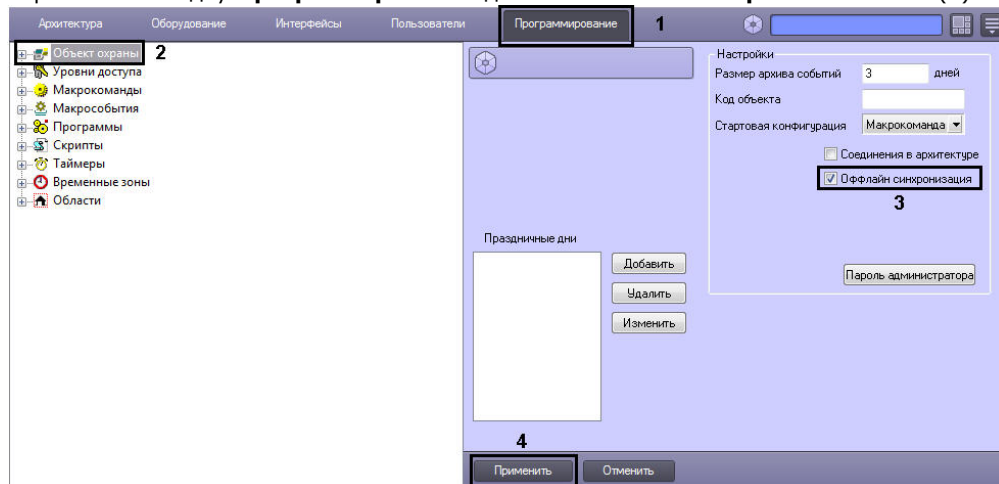 Архитектура Оборудование Интерфейсы Пользователи Программирование 1
Объект охраны 2
Уровни доступа
Макрокоманды
Макрособытия
Программы
Скрипты
Таймеры
Временные зоны
Области
Настройки
Размер архива событий 3 дней
Код объекта
Стартовая конфигурация Макрокоманда
Соединения в архитектуре
Оффлайн синхронизация
3
Пароль администратора
Праздничные дни
Добавить
Удалить
Изменить
4
Применить Отменить